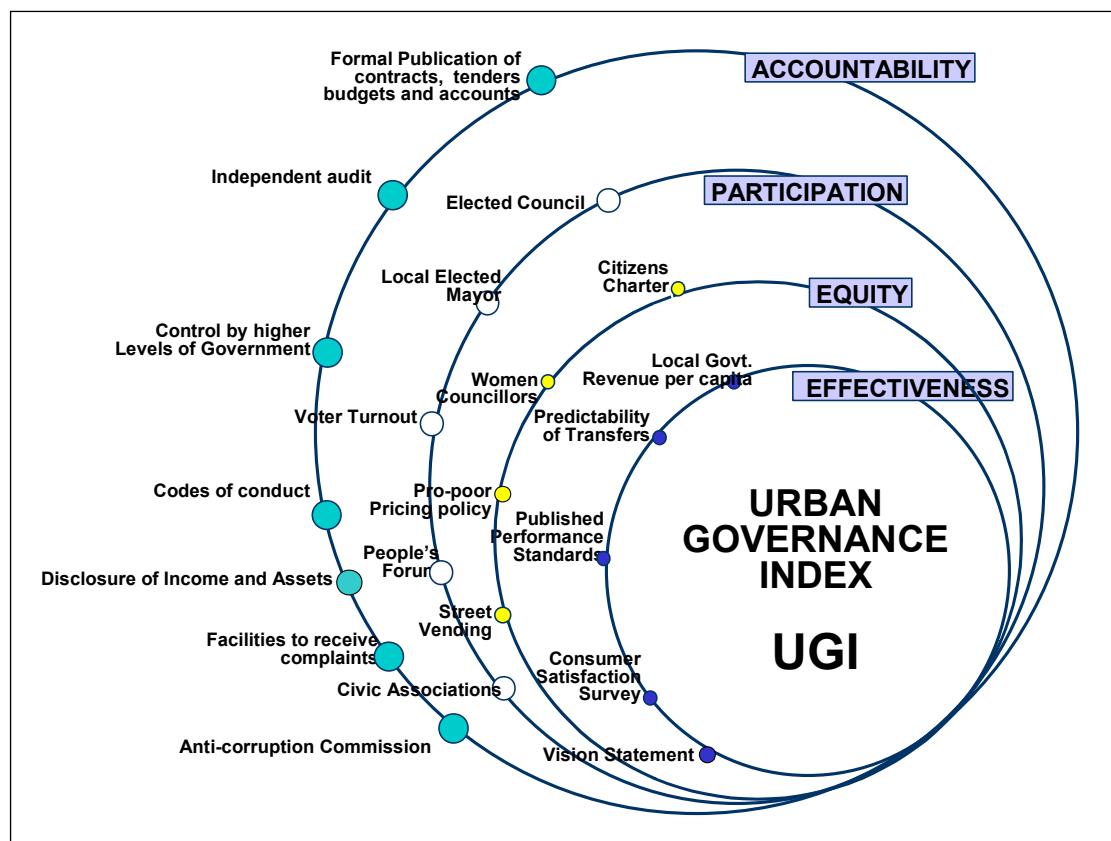 Formal Publication of
contracts, tenders
budgets and accounts
ACCOUNTABILITY
Independent audit
Elected Council
PARTICIPATION
Citizens
Charter
Local Elected
Mayor
EQUITY
Control by higher
Levels of Government
Local Govt.
Revenue per capita
EFFECTIVENESS
Women
Councillors
Voter Turnout
Predictability
of Transfers
Codes of conduct
Pro-poor
Pricing policy
Published
Performance
Standards
URBAN
GOVERNANCE
INDEX
UGI
People's
Forum
Disclosure of Income and Assets
Street
Vending
Facilities to receive
complaints
Consumer
Satisfaction
Survey
Civic Associations
Anti-corruption Commission
Vision Statement